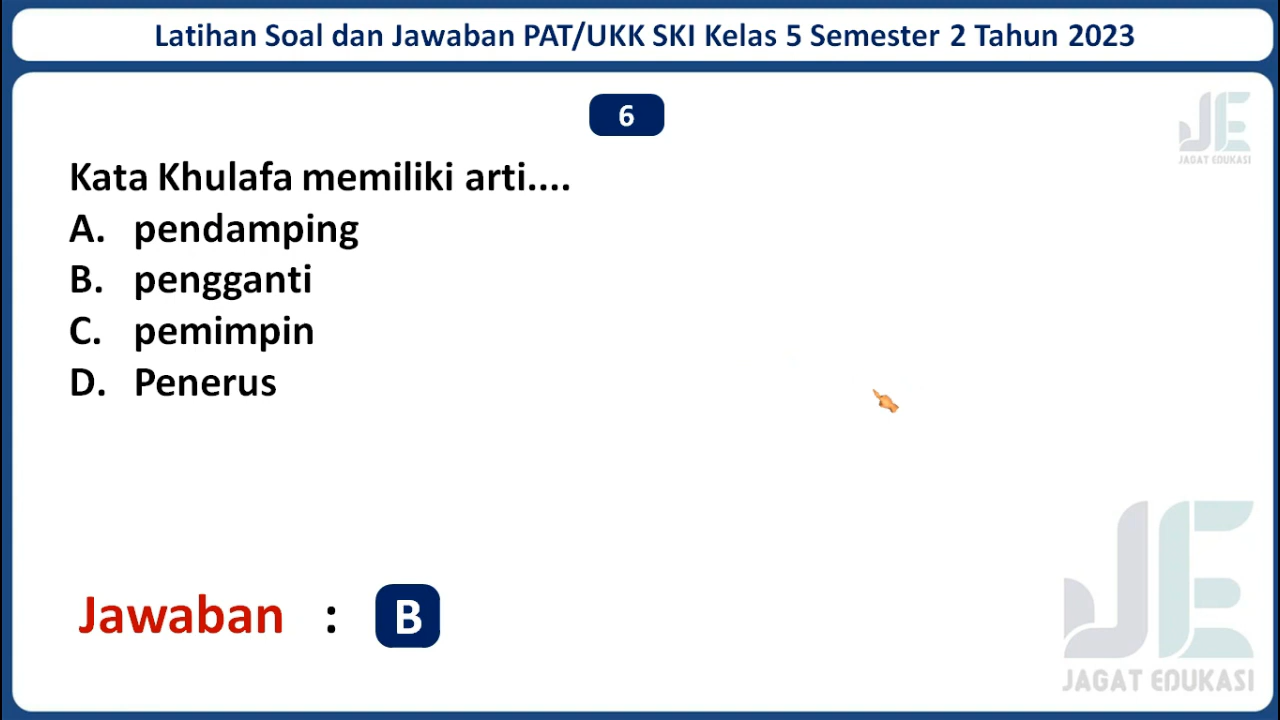 Latihan Soal dan Jawaban PAT/UKK SKI Kelas 5 Semester 2 Tahun 2023
6
JE
JAGAT EDUKASI
Kata Khulafa memiliki arti....
A. pendamping
B. pengganti
C. pemimpin
D. Penerus
Jawaban : B
JE
JAGAT EDUKASI